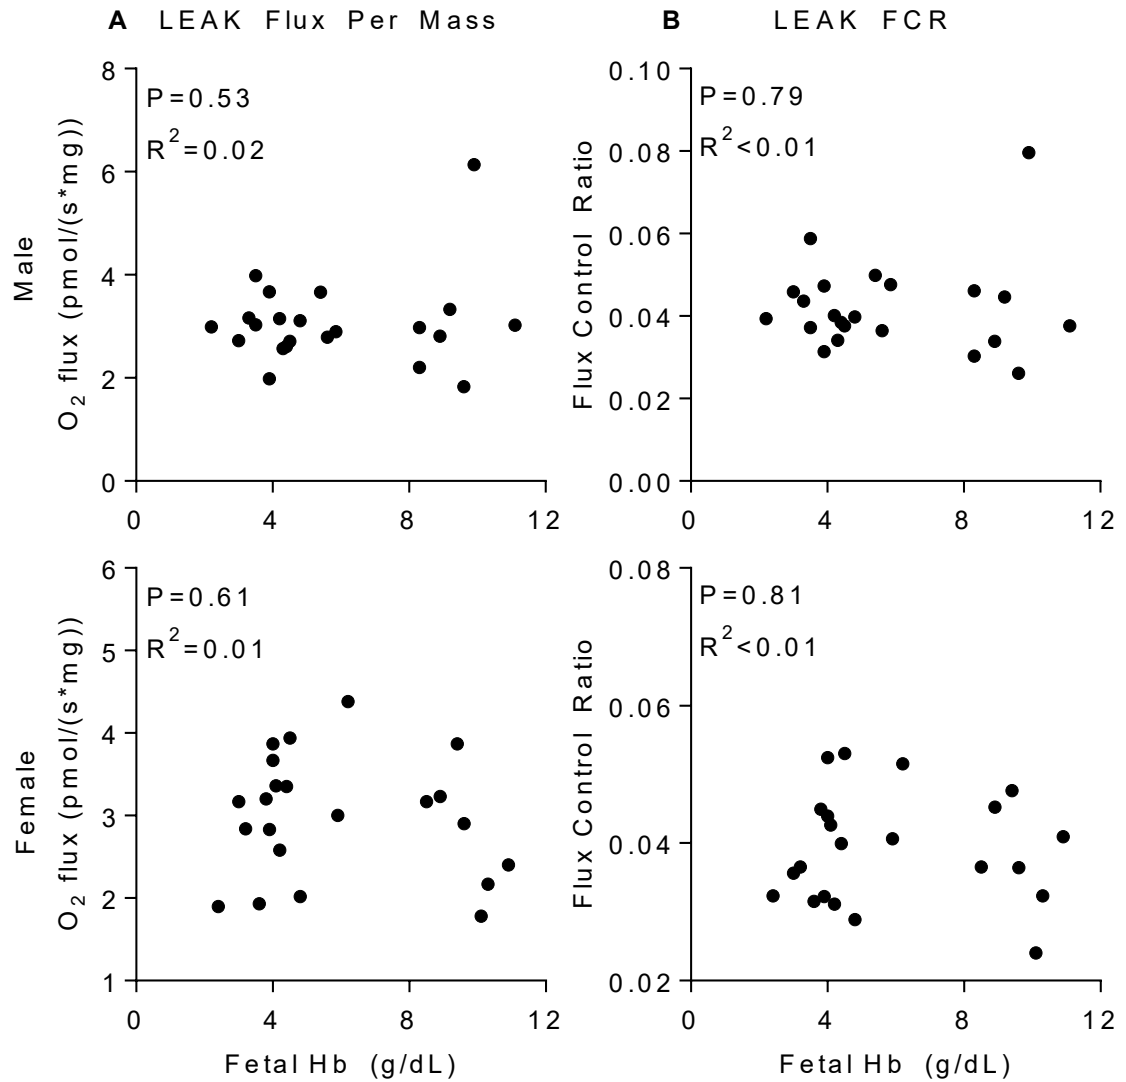 A LEAK Flux Per Mass
B LEAK FCR
Male
O2 flux (pmol/(s*mg))
8
6
4
2
0
P=0.53
R2=0.02
0 4 8 12
Flux Control Ratio
0.10
0.08
0.06
0.04
0.02
0.00
P=0.79
R2<0.01
0 4 8 12
Female
O2 flux (pmol/(s*mg))
6
5
4
3
2
1
P=0.61
R2=0.01
0 4 8 12
Fetal Hb (g/dL)
Flux Control Ratio
0.08
0.06
0.04
0.02
P=0.81
R2<0.01
0 4 8 12
Fetal Hb (g/dL)